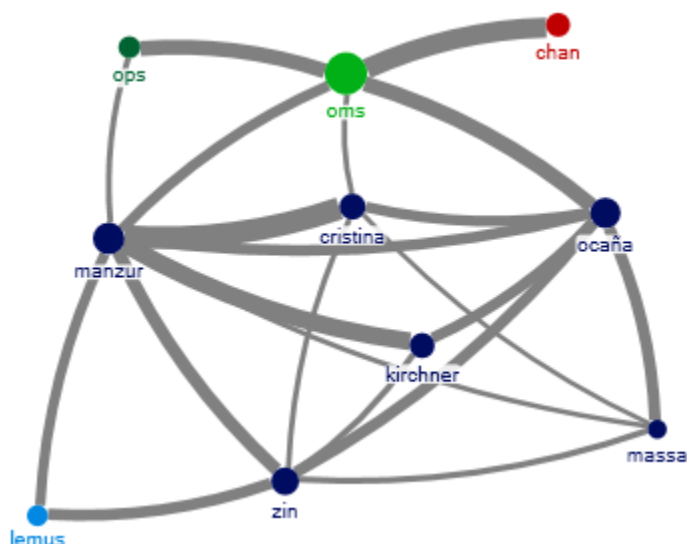 chan
ops
oms
cristina
ocaña
manzur
kirchner
massa
zin
lemus